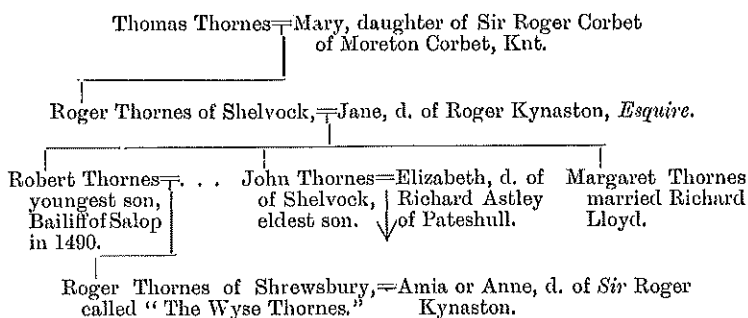 Thomas Thornes=Mary, daughter of Sir Roger Corbet
of Moreton Corbet, Knt.
Roger Thornes of Shelvock,=Jane, d. of Roger Kynaston, Esquire.
Robert Thornes=. . .
youngest son,
Bailiff of Salop
in 1490.
John Thornes=Elizabeth, d. of
of Shelvock, Richard Astley
eldest son. of Pateshull.
Margaret Thornes
married Richard
Lloyd.
Roger Thornes of Shrewsbury,=Amia or Anne, d. of Sir Roger
called "The Wyse Thornes." Kynaston.